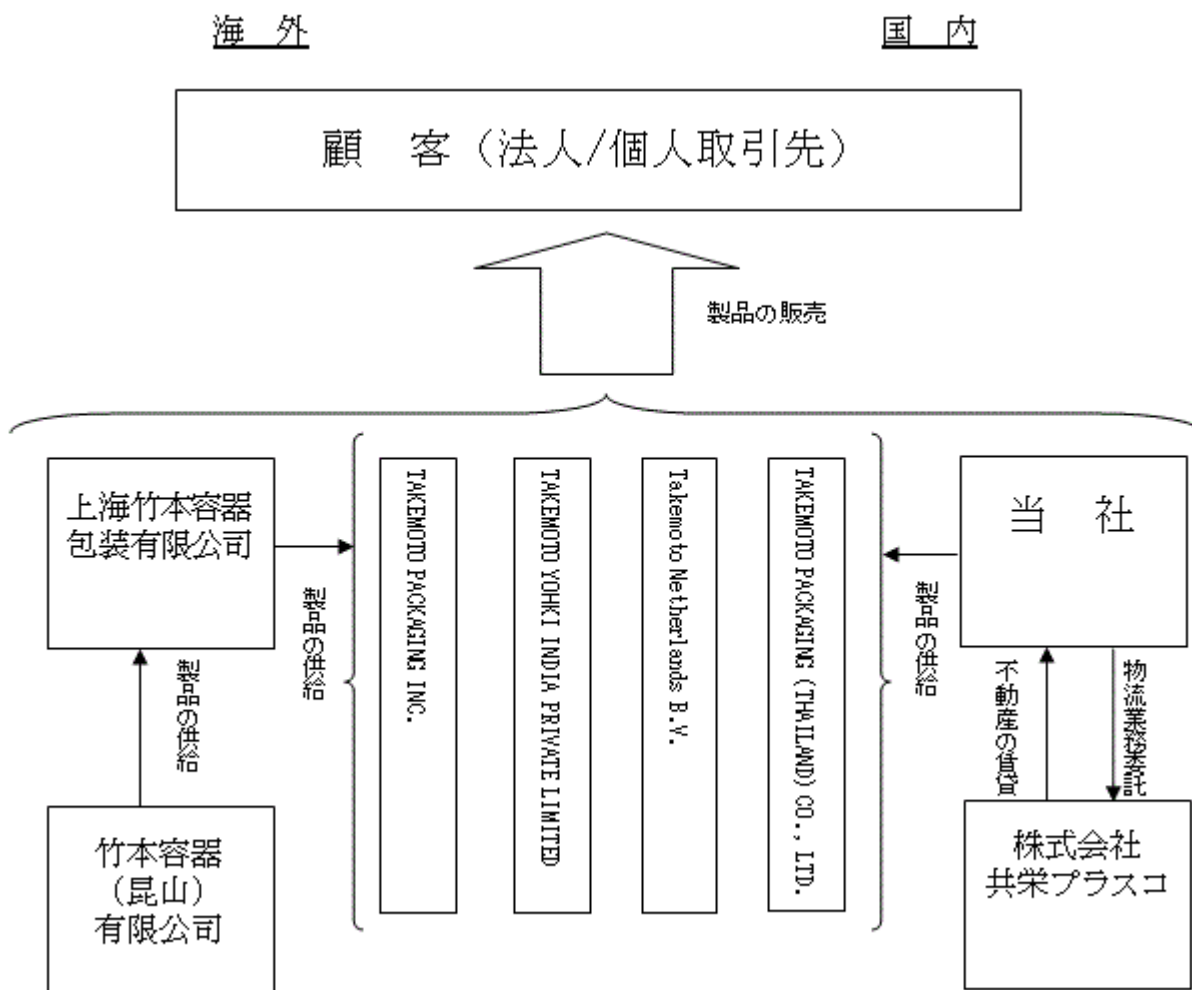 海 外
国 内
顧 客（法人/個人取引先）
製品の販売
上海竹本容器
包装有限公司
製品の供給
TAKEMOTO PACKAGING INC.
TAKEMOTO YOHKI INDIA PRIVATE LIMITED
Takemoto Netherlands B.V.
TAKEMOTO PACKAGING (THAILAND) CO., LTD.
製品の供給
当 社
製品の供給
不動産の賃貸
物流業務委託
竹本容器
（昆山）
有限公司
株式会社
共栄プラスコ